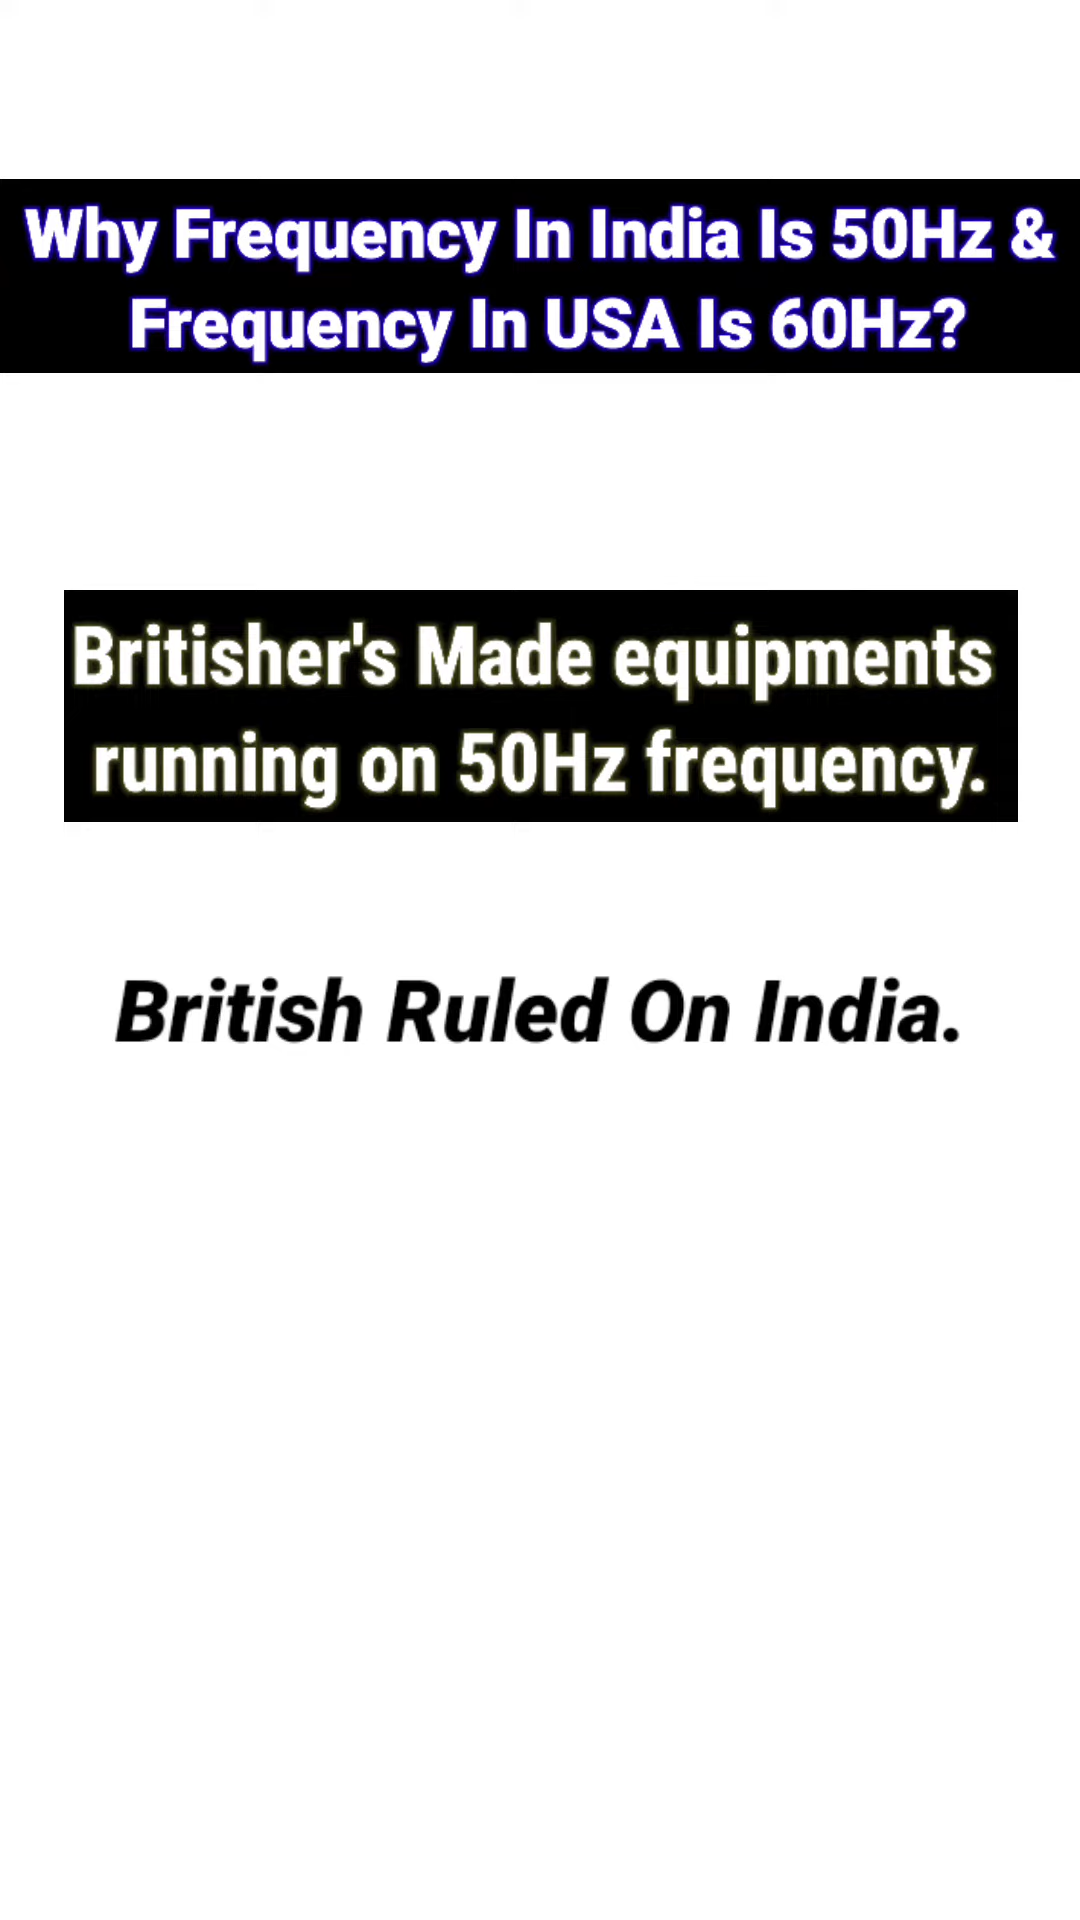 Why Frequency In India Is 50Hz &
Frequency In USA Is 60Hz?
Britisher's Made equipments
running on 50Hz frequency.
British Ruled On India.